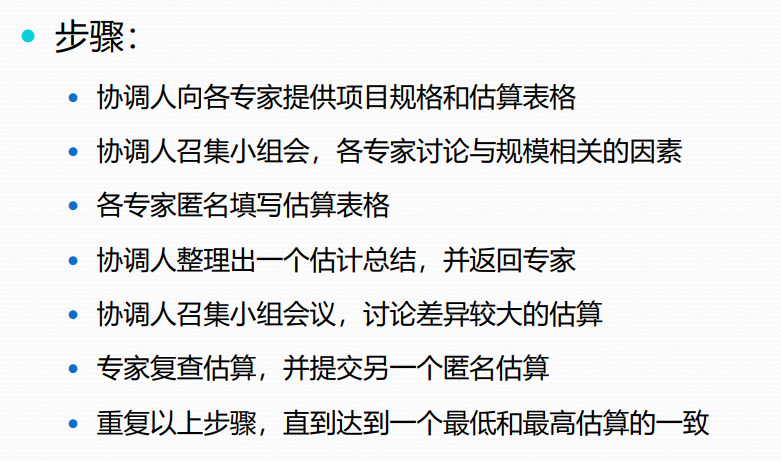 步骤：
协调人向各专家提供项目规格和估算表格
协调人召集小组会，各专家讨论与规模相关的因素
各专家匿名填写估算表格
协调人整理出一个估计总结，并返回专家
协调人召集小组会议，讨论差异较大的估算
专家复查估算，并提交另一个匿名估算
重复以上步骤，直到达到一个最低和最高估算的一致